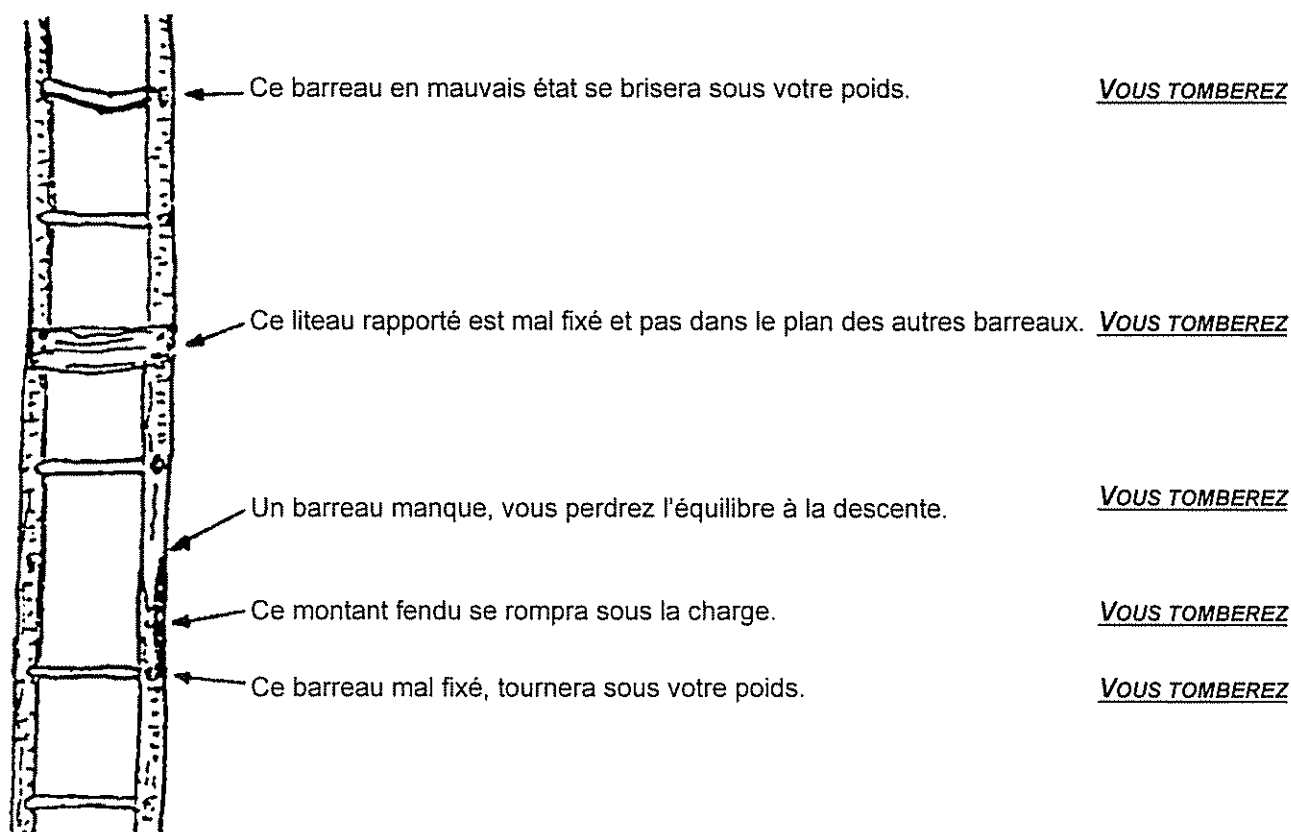 Ce barreau en mauvais état se brisera sous votre poids. VOUS TOMBEREZ
Ce liteau rapporté est mal fixé et pas dans le plan des autres barreaux. VOUS TOMBEREZ
Un barreau manque, vous perdrez l'équilibre à la descente. VOUS TOMBEREZ
Ce montant fendu se rompra sous la charge. VOUS TOMBEREZ
Ce barreau mal fixé, tournera sous votre poids. VOUS TOMBEREZ